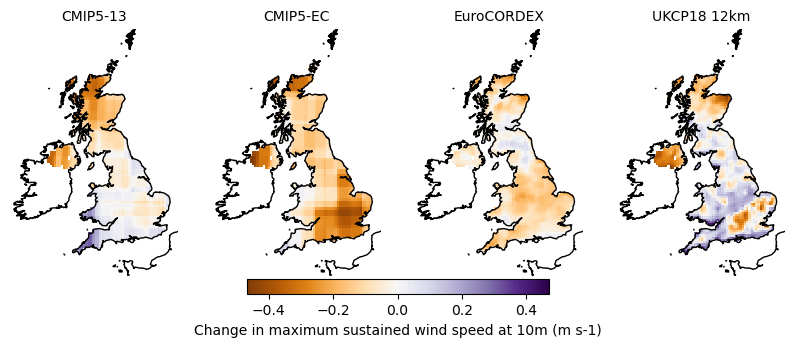 CMIP5-13
CMIP5-EC
EuroCORDEX
UKCP18 12km
−0.4
−0.2
0.0
0.2
0.4
Change in maximum sustained wind speed at 10m (m s-1)